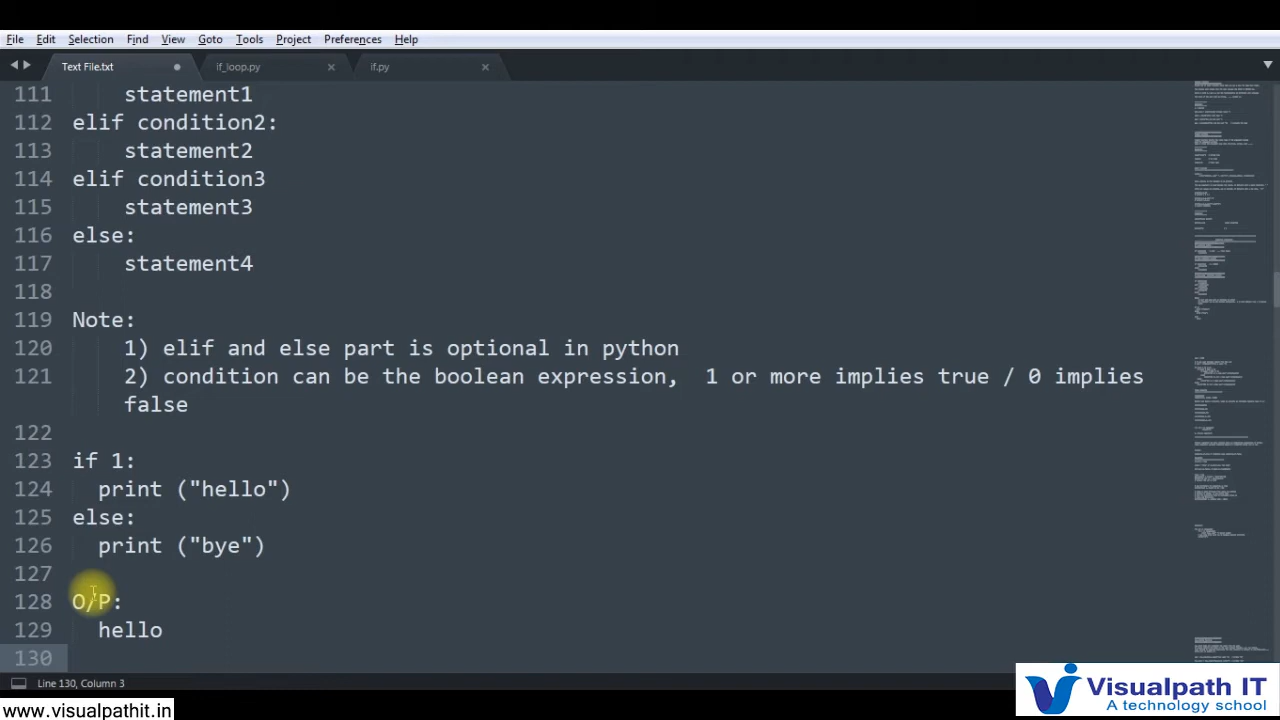 File Edit Selection Find View Goto Tools Project Preferences Help
Text File.txt if_loop.py if.py
111 statement1
112 elif condition2:
113 statement2
114 elif condition3
115 statement3
116 else:
117 statement4
118
119 Note:
120 1) elif and else part is optional in python
121 2) condition can be the boolen expression, 1 or more implies true / 0 implies
false
122
123 if 1:
124 print ("hello")
125 else:
126 print ("bye")
127
128 O/P:
129 hello
130
Line 130, Column 3
Visualpath IT
A technology school
www.visualpathit.in